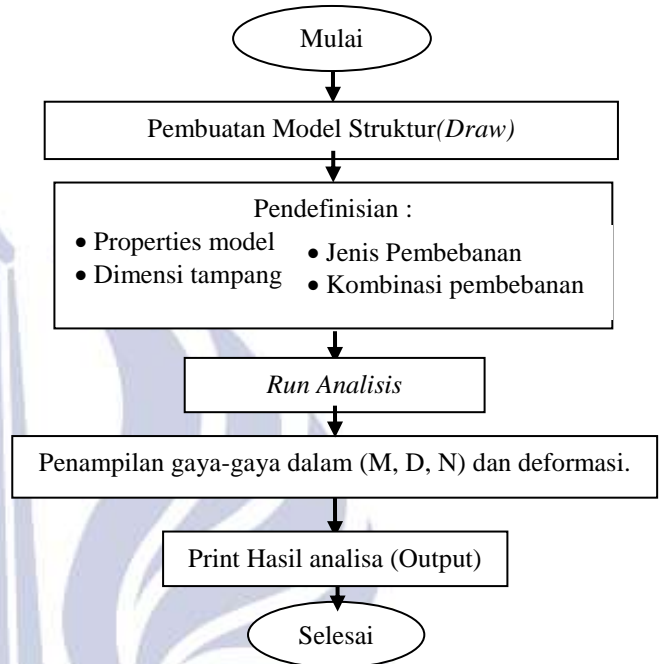 Mulai
Pembuatan Model Struktur(Draw)
Pendefinisian :
• Properties model
• Dimensi tampang
• Jenis Pembebanan
• Kombinasi pembebanan
Run Analisis
Penampilan gaya-gaya dalam (M, D, N) dan deformasi.
Print Hasil analisa (Output)
Selesai